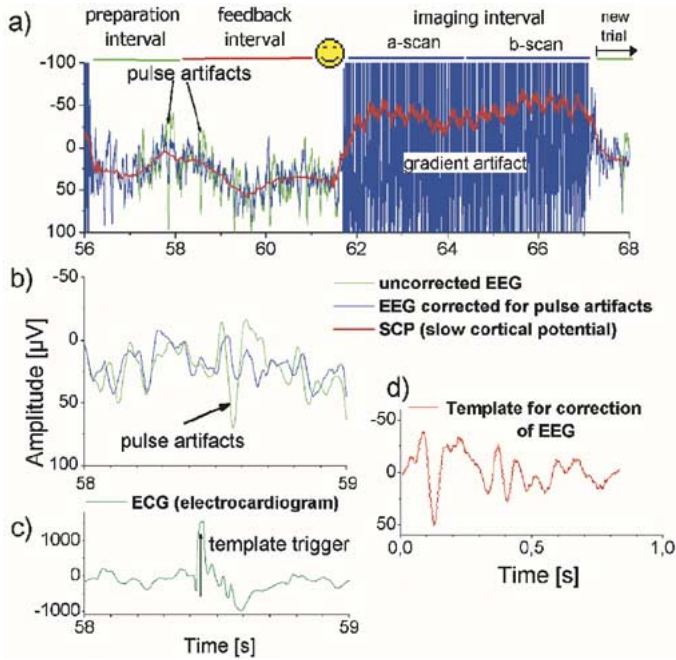 a)
preparation
interval
feedback
interval
imaging interval
a-scan
b-scan
new
trial
pulse artifacts
gradient artifact
-100
-50
0
50
100
56
58
60
62
64
66
68
b)
uncorrected EEG
EEG corrected for pulse artifacts
SCP (slow cortical potential)
Amplitude [µV]
-50
0
50
100
pulse artifacts
58
59
d)
Template for correction
of EEG
-50
0
50
0,0
0,5
1,0
Time [s]
c)
ECG (electrocardiogram)
template trigger
1000
0
-1000
58
59
Time [s]